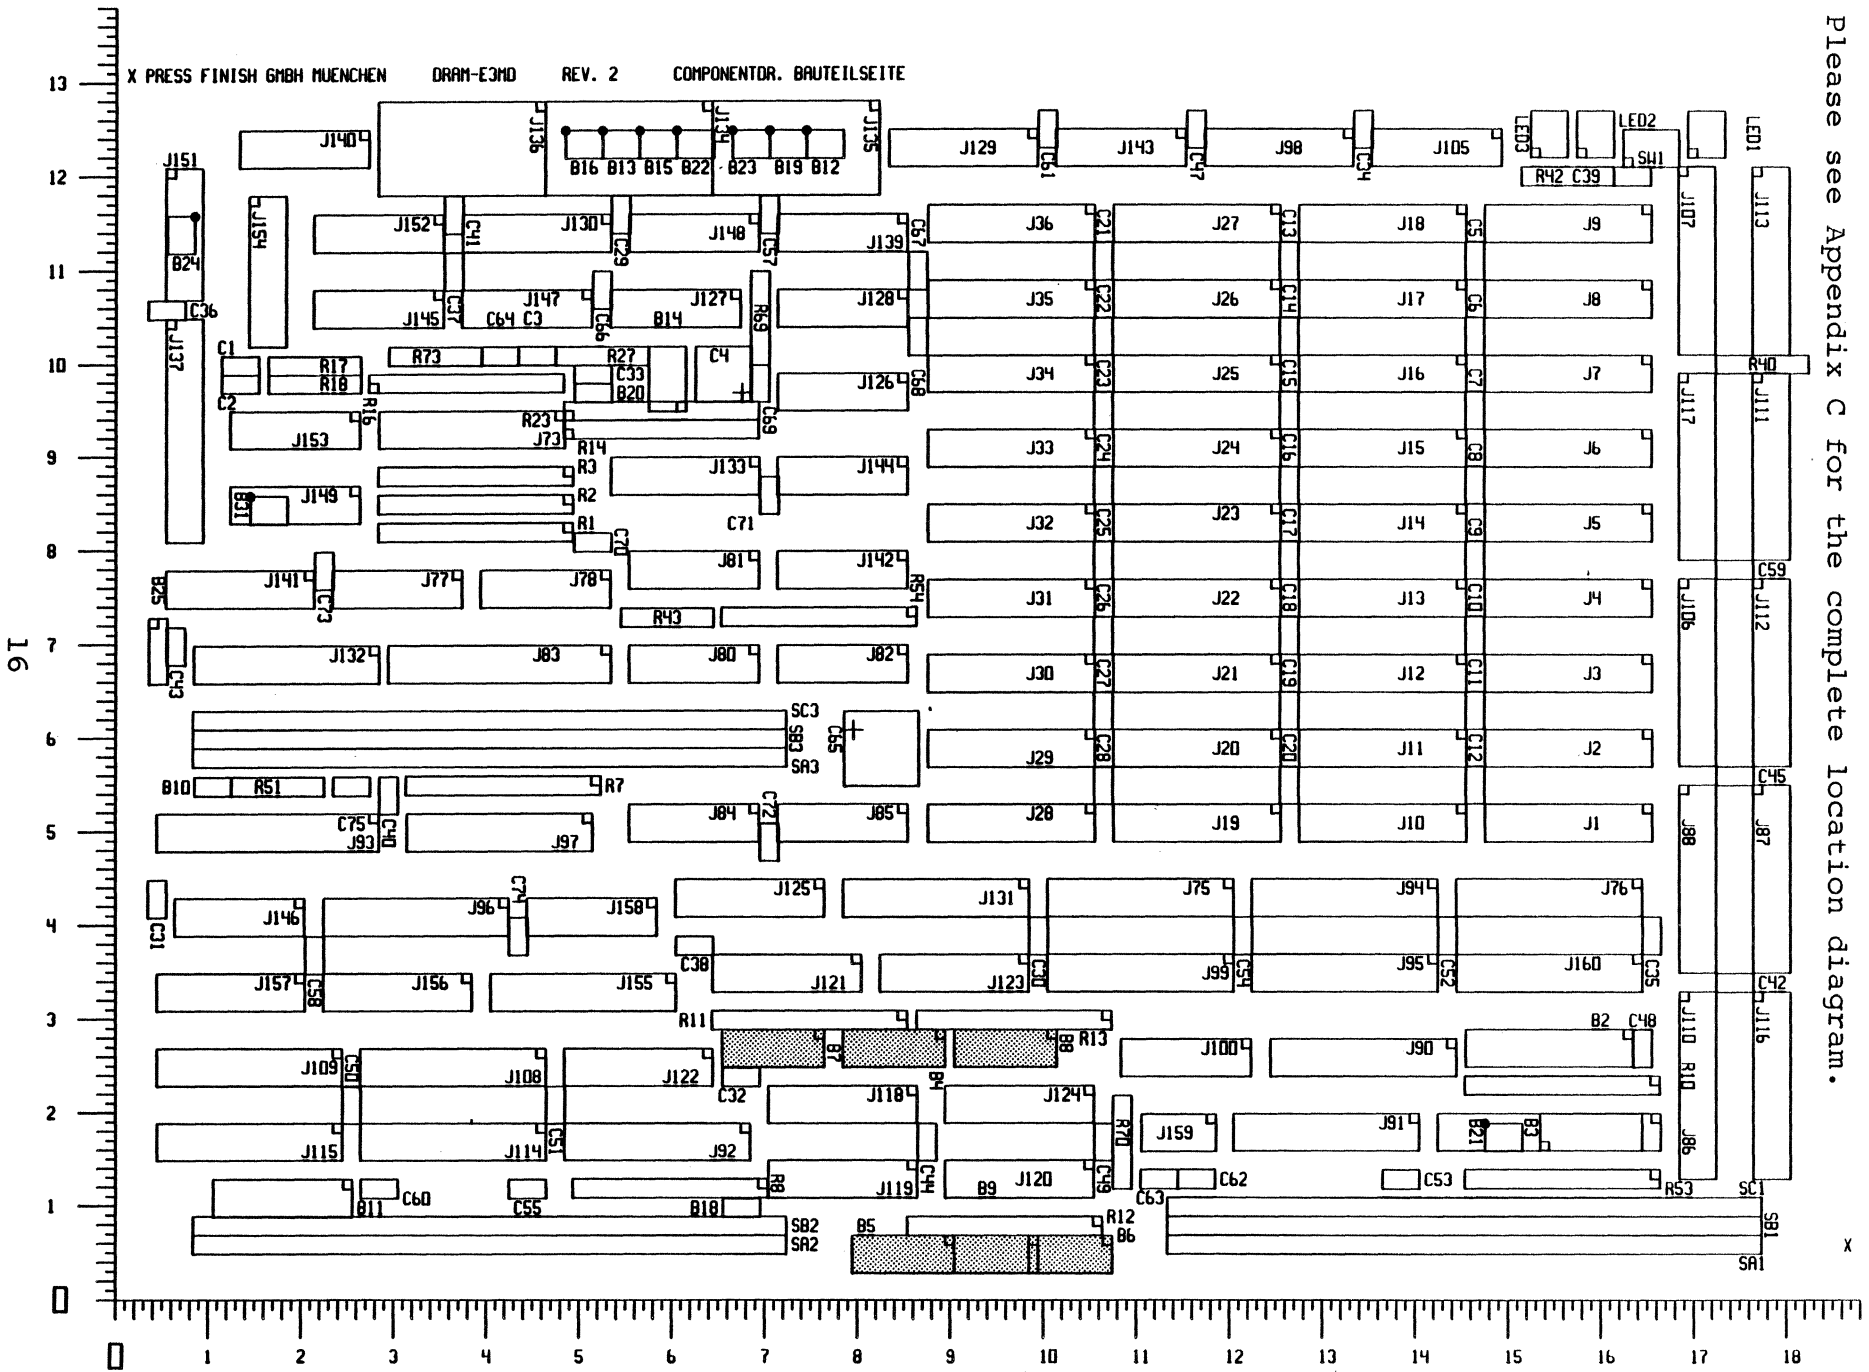 X PRESS FINISH GMBH MUENCHEN DRAM-E3MD REV. 2 COMPONENTDR. BAUTEILSEITE
Please see Appendix C for the complete location diagram.
16
13
12
11
10
9
8
7
6
5
4
3
2
1
0
J151 J140 J136 J134 J135 J129 C61 J143 C47 J98 C34 J105 LED3 LED2 SW1 LED1
B16 B13 B15 B22 B23 B19 B12
R42 C39
B24 J154 J152 C41 J130 C29 J148 C57 J139 C67 J36 C21 J27 C13 J18 C5 J9 J107 J113
C36 J137 J145 C37 J147 C64 C3 C66 J127 B14 R69 J128 J35 C22 J26 C14 J17 C6 J8
C1 R17 R73 R27 C4 J34 C23 J25 C15 J16 C7 J7 R40
R18 C33 B20 J126 C68 J117 J111
C2 R16 R23 C69
J153 J73 R14 J33 C24 J24 C16 J15 C8 J6
R3 J133 J144
B31 J149 R2
R1 C70 C71 J32 C25 J23 C17 J14 C9 J5
J81 J142 C59
B25 J141 C73 J77 J78 R54 J31 C26 J22 C18 J13 C10 J4 J106 J112
R43
C43 J132 J83 J80 J82 J30 C27 J21 C19 J12 C11 J3
SC3
SB3 C65 J29 C28 J20 C20 J11 C12 J2
SA3
B10 R51 R7 C45
C75 J93 C40 J97 J84 C72 J85 J28 J19 J10 J1 J88 J87
C31 J146 J96 C74 J158 J125 J131 J75 J94 J76
C38
J157 C58 J156 J155 J121 J123 C30 J99 C54 J95 C52 J160 C35 C42
R11 R13 B2 C48 J110 J116
J109 C50 J108 J122 B7 B4 B8 J100 J90 R10
C32 J118 J124
J115 J114 C51 J92 R70 J159 J91 B21 B3 J86
R8 J119 C44 B9 J120 C49 C63 C62 C53 R53 SC1
B11 C60 C55 B18
SB2 B5 R12 B6 SB1
SA2 SA1
X
0 1 2 3 4 5 6 7 8 9 10 11 12 13 14 15 16 17 18